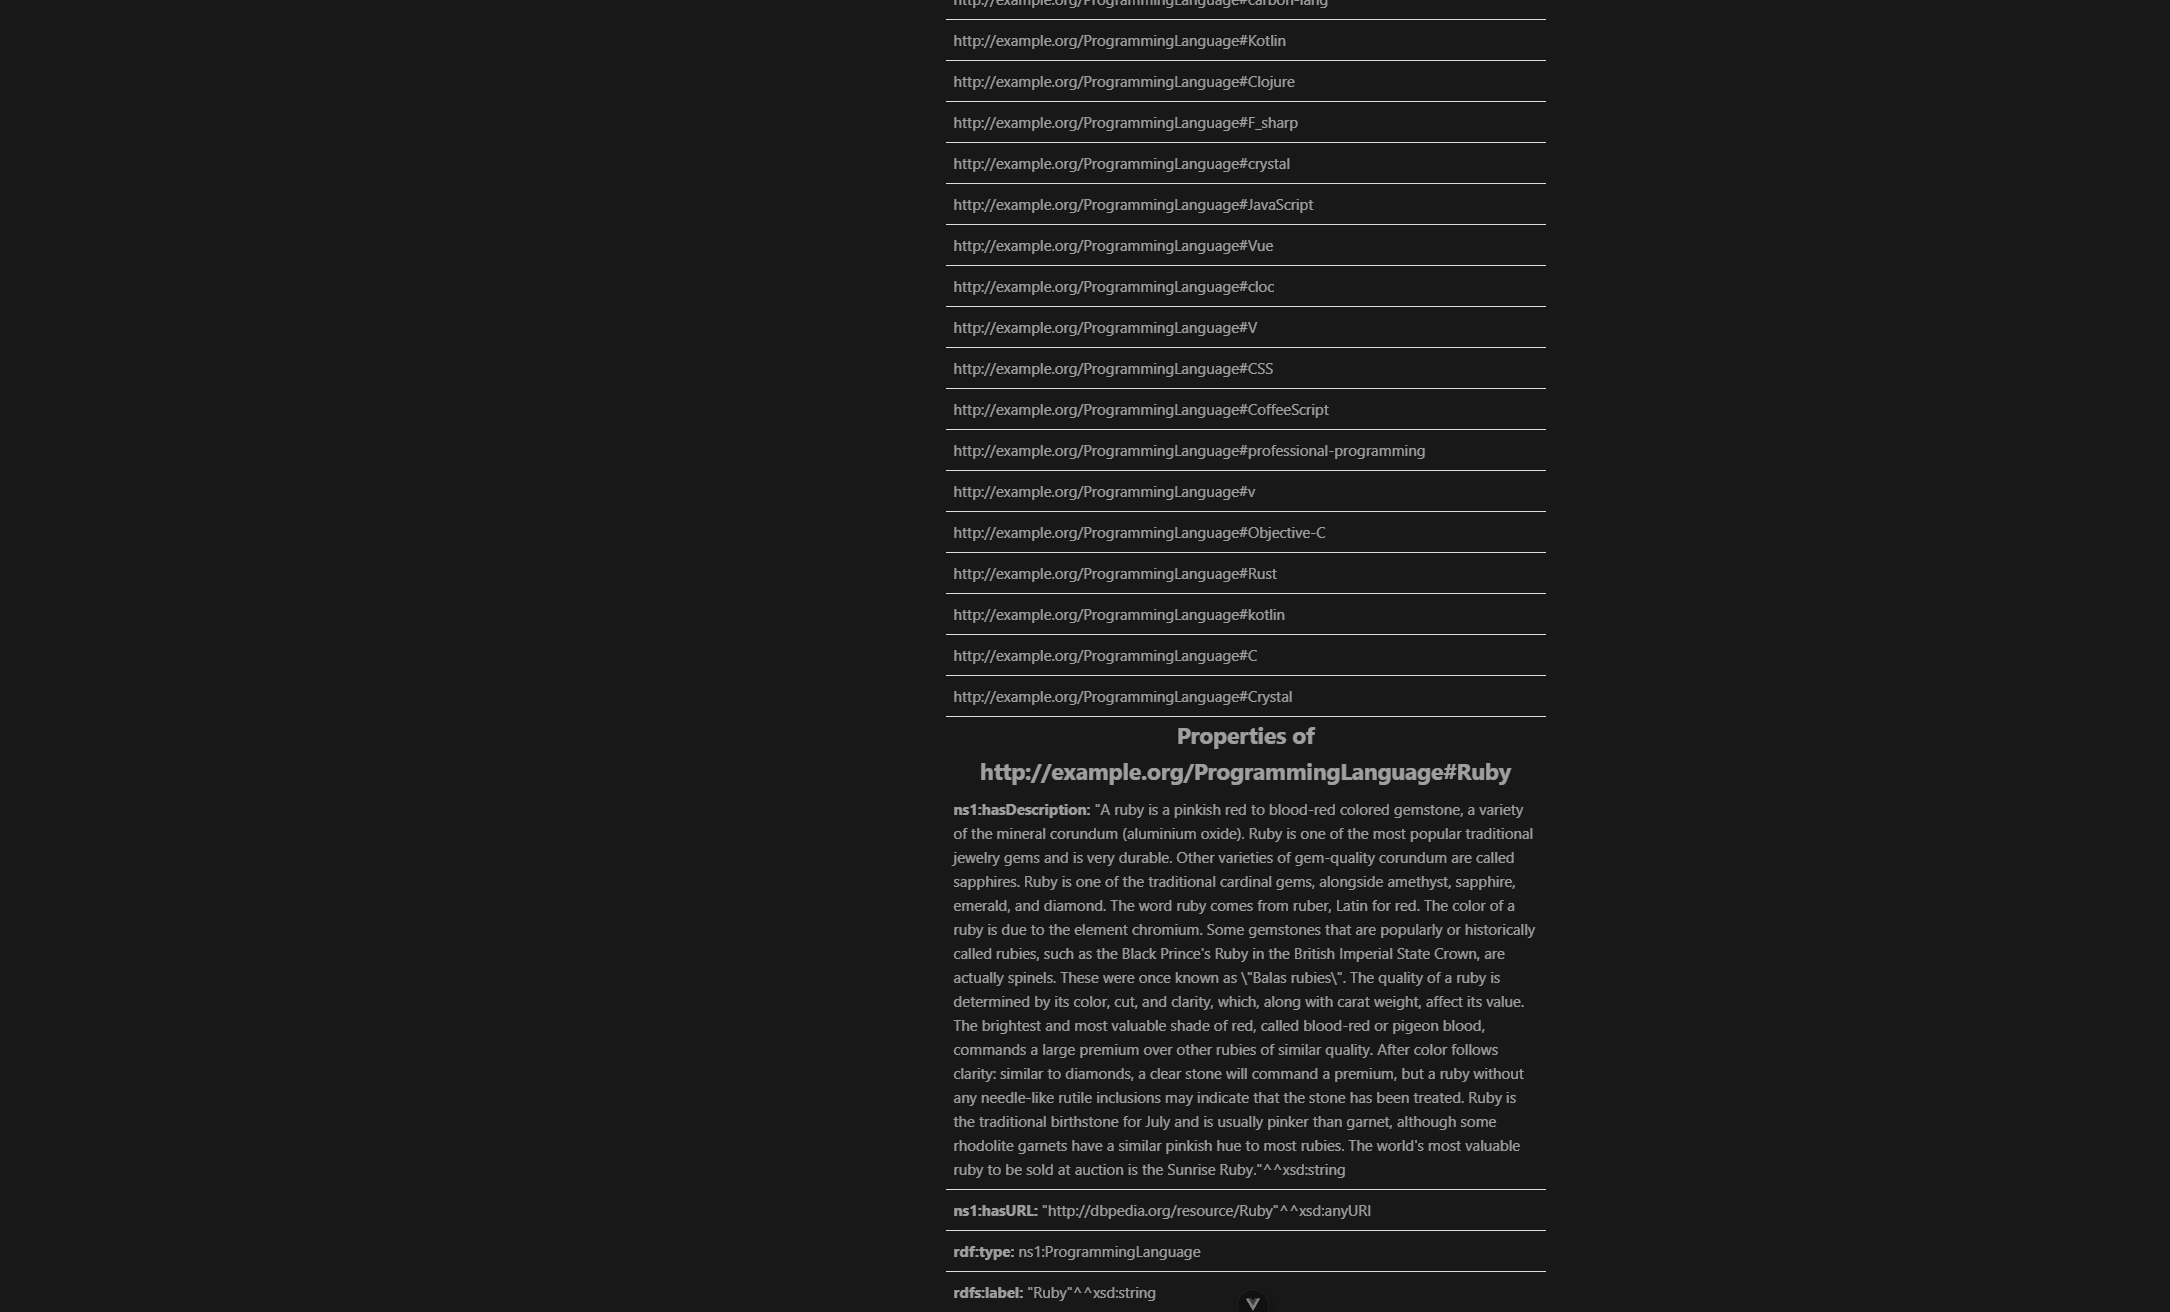 http://example.org/ProgrammingLanguage#carbon-lang
http://example.org/ProgrammingLanguage#Kotlin
http://example.org/ProgrammingLanguage#Clojure
http://example.org/ProgrammingLanguage#F_sharp
http://example.org/ProgrammingLanguage#crystal
http://example.org/ProgrammingLanguage#JavaScript
http://example.org/ProgrammingLanguage#Vue
http://example.org/ProgrammingLanguage#cloc
http://example.org/ProgrammingLanguage#V
http://example.org/ProgrammingLanguage#CSS
http://example.org/ProgrammingLanguage#CoffeeScript
http://example.org/ProgrammingLanguage#professional-programming
http://example.org/ProgrammingLanguage#v
http://example.org/ProgrammingLanguage#Objective-C
http://example.org/ProgrammingLanguage#Rust
http://example.org/ProgrammingLanguage#kotlin
http://example.org/ProgrammingLanguage#C
http://example.org/ProgrammingLanguage#Crystal
Properties of
http://example.org/ProgrammingLanguage#Ruby
ns1:hasDescription: "A ruby is a pinkish red to blood-red colored gemstone, a variety
of the mineral corundum (aluminium oxide). Ruby is one of the most popular traditional
jewelry gems and is very durable. Other varieties of gem-quality corundum are called
sapphires. Ruby is one of the traditional cardinal gems, alongside amethyst, sapphire,
emerald, and diamond. The word ruby comes from ruber, Latin for red. The color of a
ruby is due to the element chromium. Some gemstones that are popularly or historically
called rubies, such as the Black Prince's Ruby in the British Imperial State Crown, are
actually spinels. These were once known as \"Balas rubies\". The quality of a ruby is
determined by its color, cut, and clarity, which, along with carat weight, affect its value.
The brightest and most valuable shade of red, called blood-red or pigeon blood,
commands a large premium over other rubies of similar quality. After color follows
clarity: similar to diamonds, a clear stone will command a premium, but a ruby without
any needle-like rutile inclusions may indicate that the stone has been treated. Ruby is
the traditional birthstone for July and is usually pinker than garnet, although some
rhodolite garnets have a similar pinkish hue to most rubies. The world's most valuable
ruby to be sold at auction is the Sunrise Ruby."^^xsd:string
ns1:hasURL: "http://dbpedia.org/resource/Ruby"^^xsd:anyURI
rdf:type: ns1:ProgrammingLanguage
rdfs:label: "Ruby"^^xsd:string